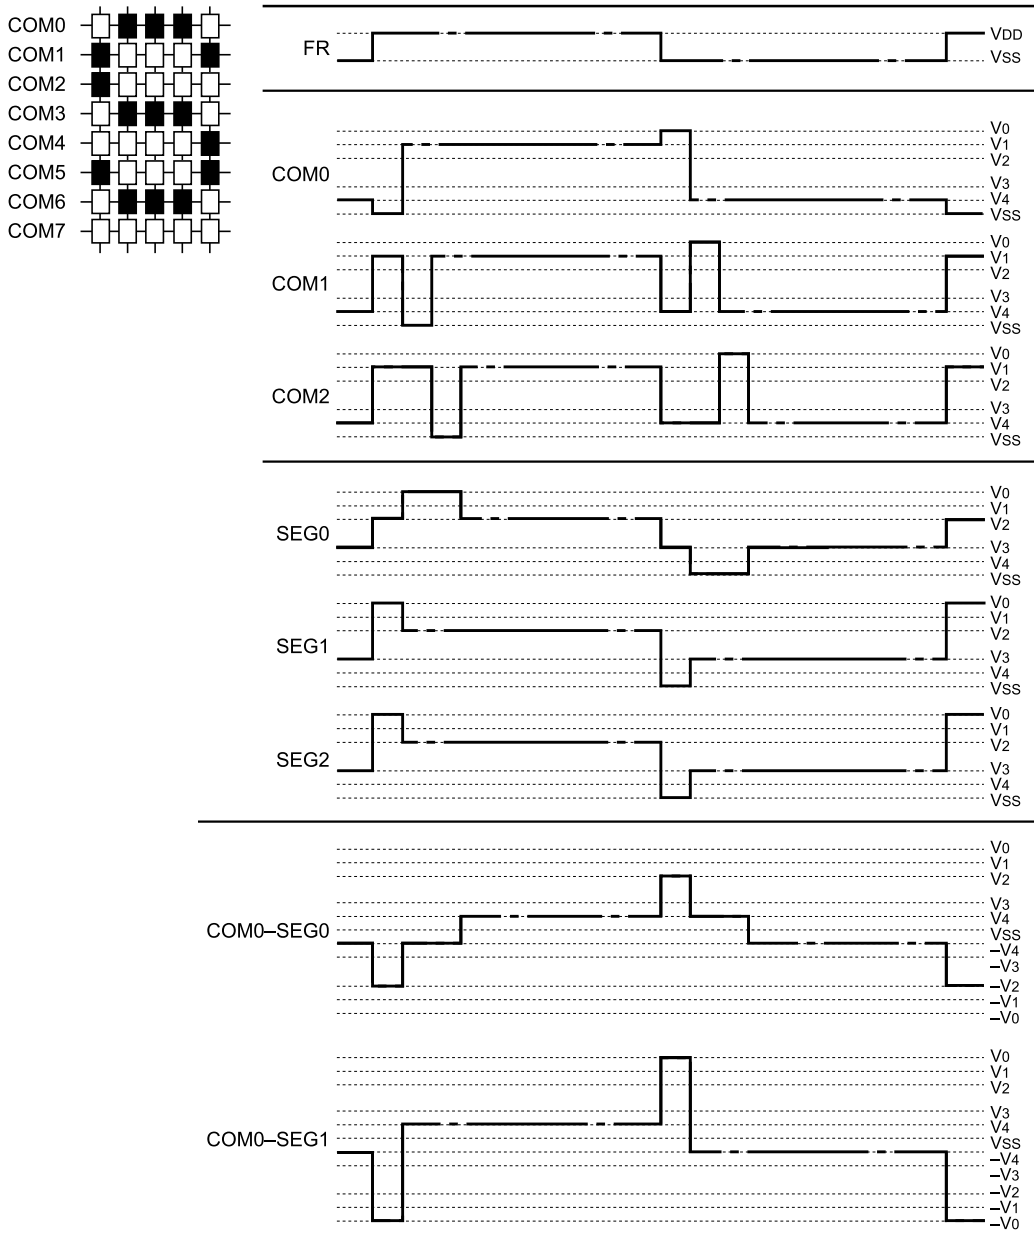 COM0
COM1
COM2
COM3
COM4
COM5
COM6
COM7
FR
VDD
VSS
COM0
V0
V1
V2
V3
V4
VSS
COM1
V0
V1
V2
V3
V4
VSS
COM2
V0
V1
V2
V3
V4
VSS
SEG0
V0
V1
V2
V3
V4
VSS
SEG1
V0
V1
V2
V3
V4
VSS
SEG2
V0
V1
V2
V3
V4
VSS
COM0–SEG0
V0
V1
V2
V3
V4
VSS
–V4
–V3
–V2
–V1
–V0
COM0–SEG1
V0
V1
V2
V3
V4
VSS
–V4
–V3
–V2
–V1
–V0